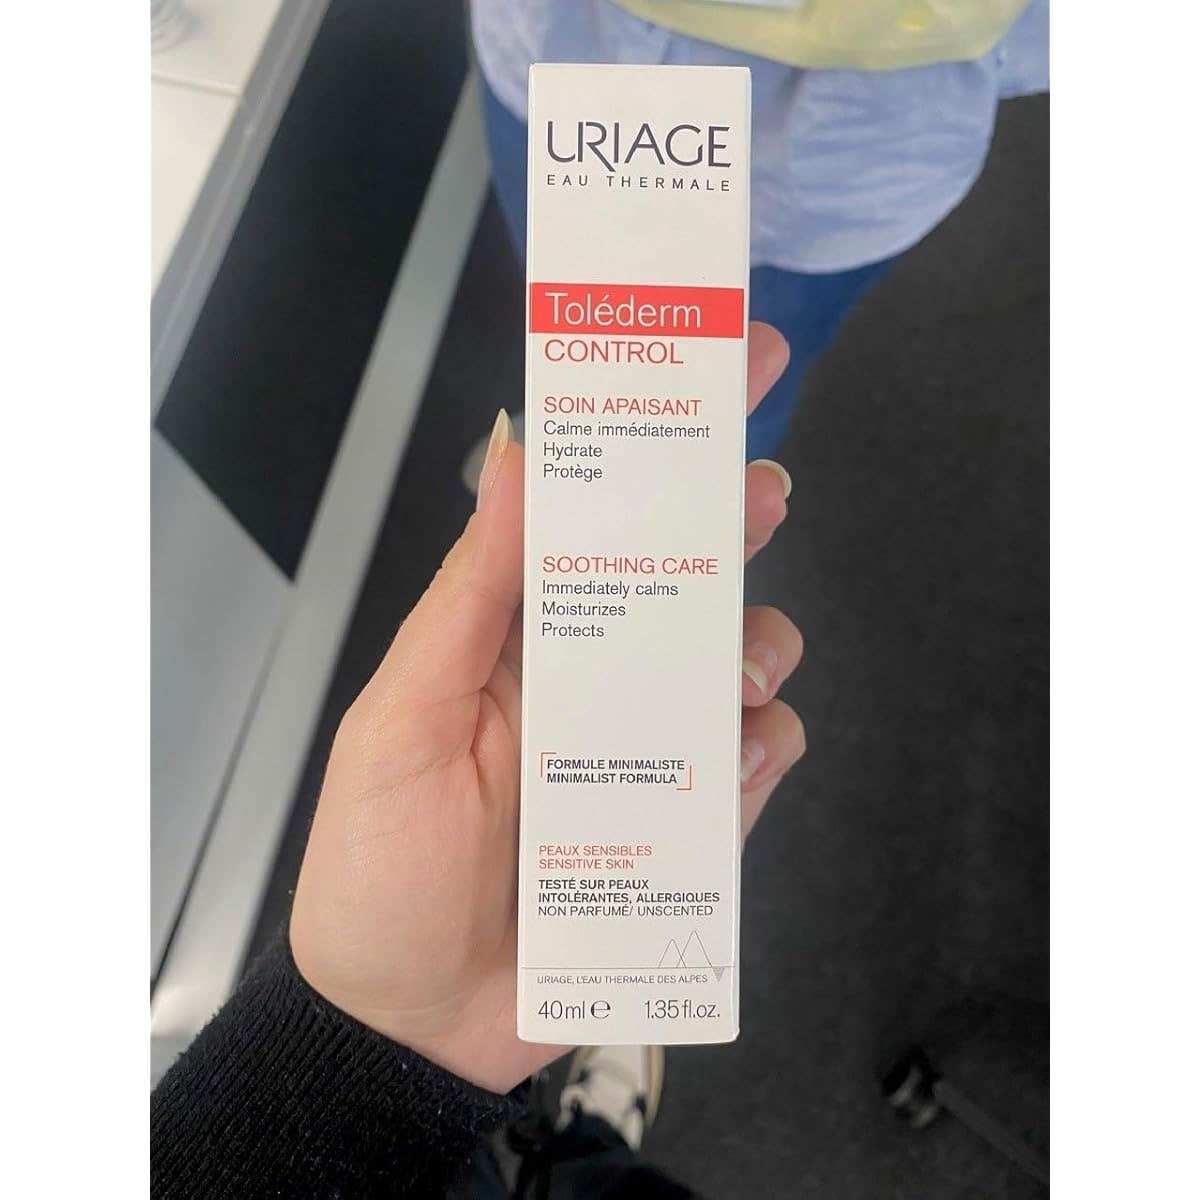 URIAGE
EAU THERMALE
Toléderm
CONTROL
SOIN APAISANT
Calme immédiatement
Hydrate
Protège
SOOTHING CARE
Immediately calms
Moisturizes
Protects
FORMULE MINIMALISTE
MINIMALIST FORMULA
PEAUX SENSIBLES
SENSITIVE SKIN
TESTÉ SUR PEAUX
INTOLÉRANTES, ALLERGIQUES
NON PARFUMÉ/ UNSCENTED
URIAGE, L'EAU THERMALE DES ALPES
40ml ℮ 1.35 fl.oz.